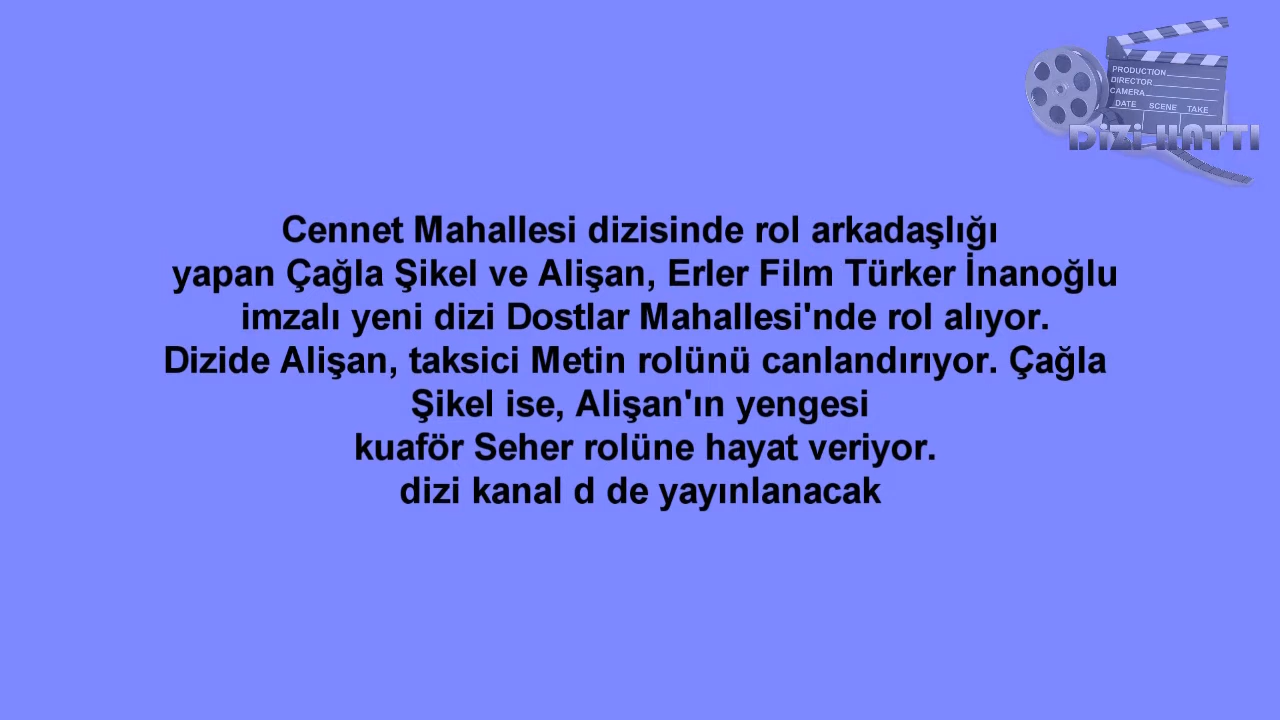 PRODUCTION
DIRECTOR
CAMERA
DATE SCENE TAKE
DiZi HATTI
Cennet Mahallesi dizisinde rol arkadaşlığı
yapan Çağla Şikel ve Alişan, Erler Film Türker İnanoğlu
imzalı yeni dizi Dostlar Mahallesi'nde rol alıyor.
Dizide Alişan, taksici Metin rolünü canlandırıyor. Çağla
Şikel ise, Alişan'ın yengesi
kuaför Seher rolüne hayat veriyor.
dizi kanal d de yayınlanacak